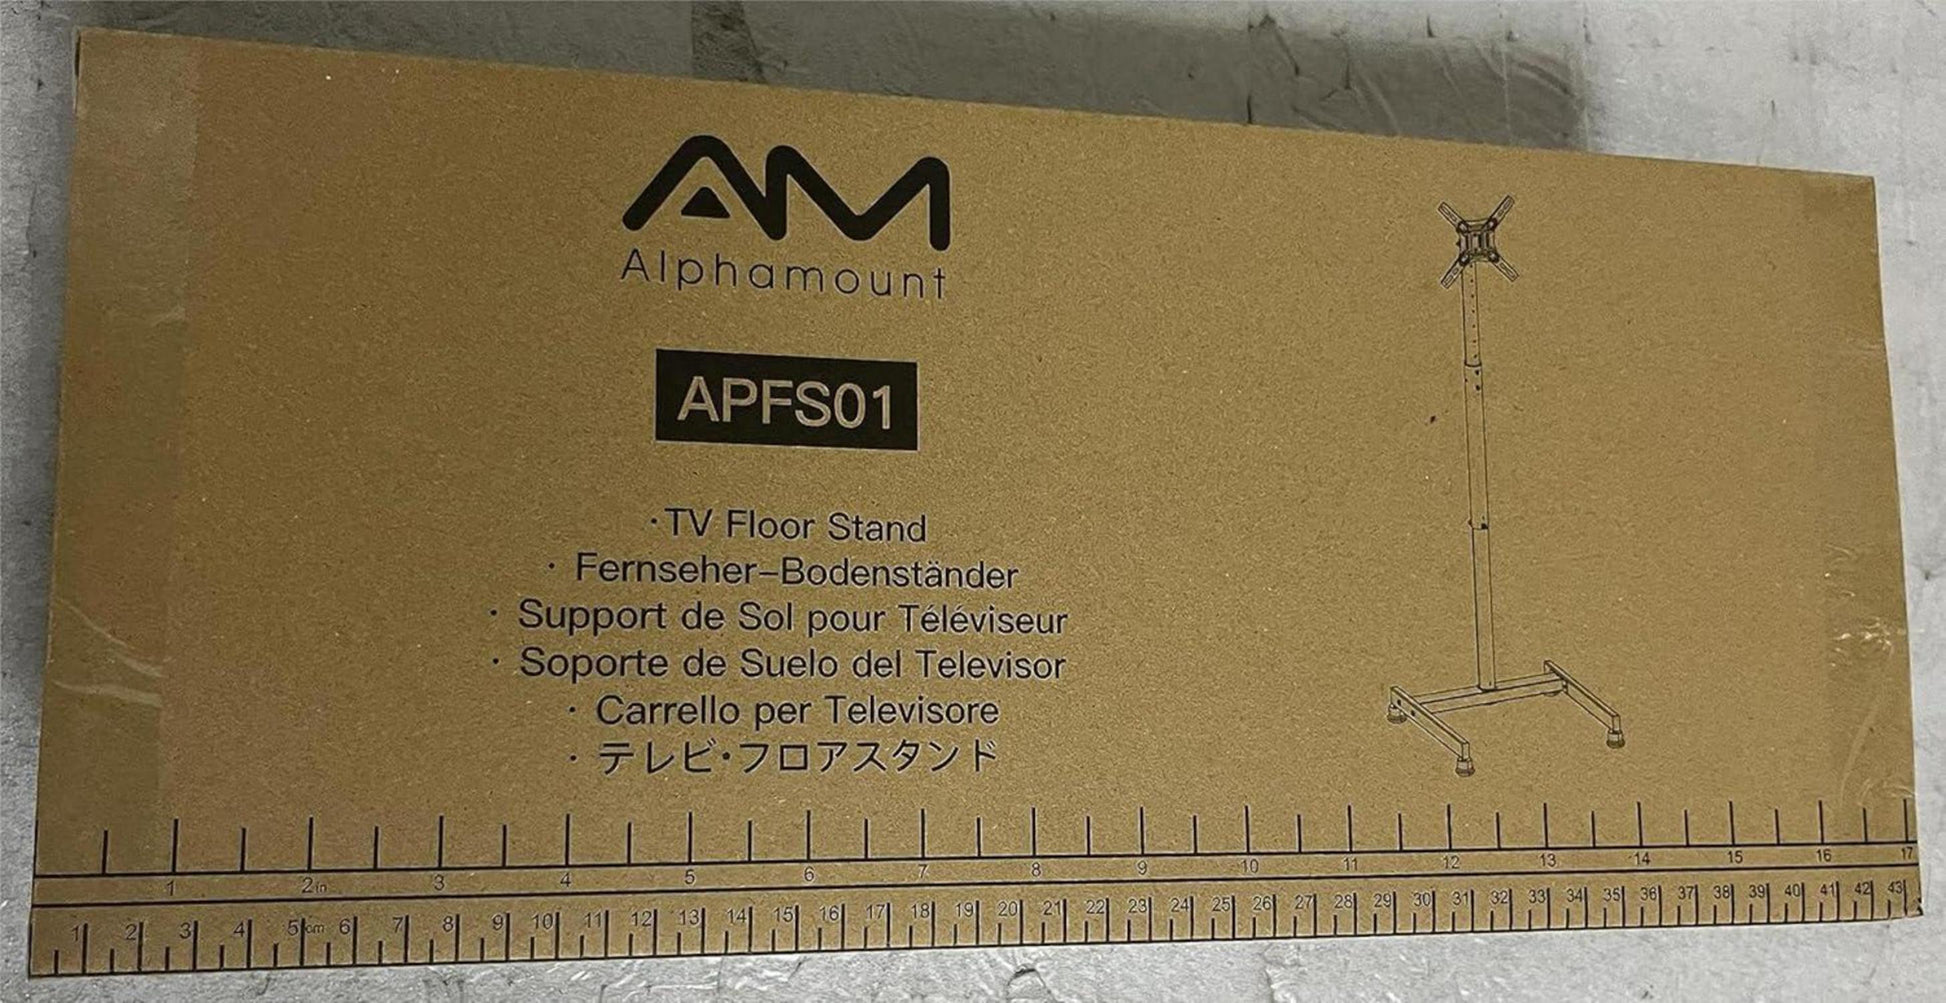 AM
Alphamount
APFS01
·TV Floor Stand
· Fernseher-Bodenständer
· Support de Sol pour Téléviseur
· Soporte de Suelo del Televisor
· Carrello per Televisore
· テレビ・フロアスタンド
1 2in 3 4 5 6 7 8 9 10 11 12 13 14 15 16 17
1 2 3 4 5cm 6 7 8 9 10 11 12 13 14 15 16 17 18 19 20 21 22 23 24 25 26 27 28 29 30 31 32 33 34 35 36 37 38 39 40 41 42 43